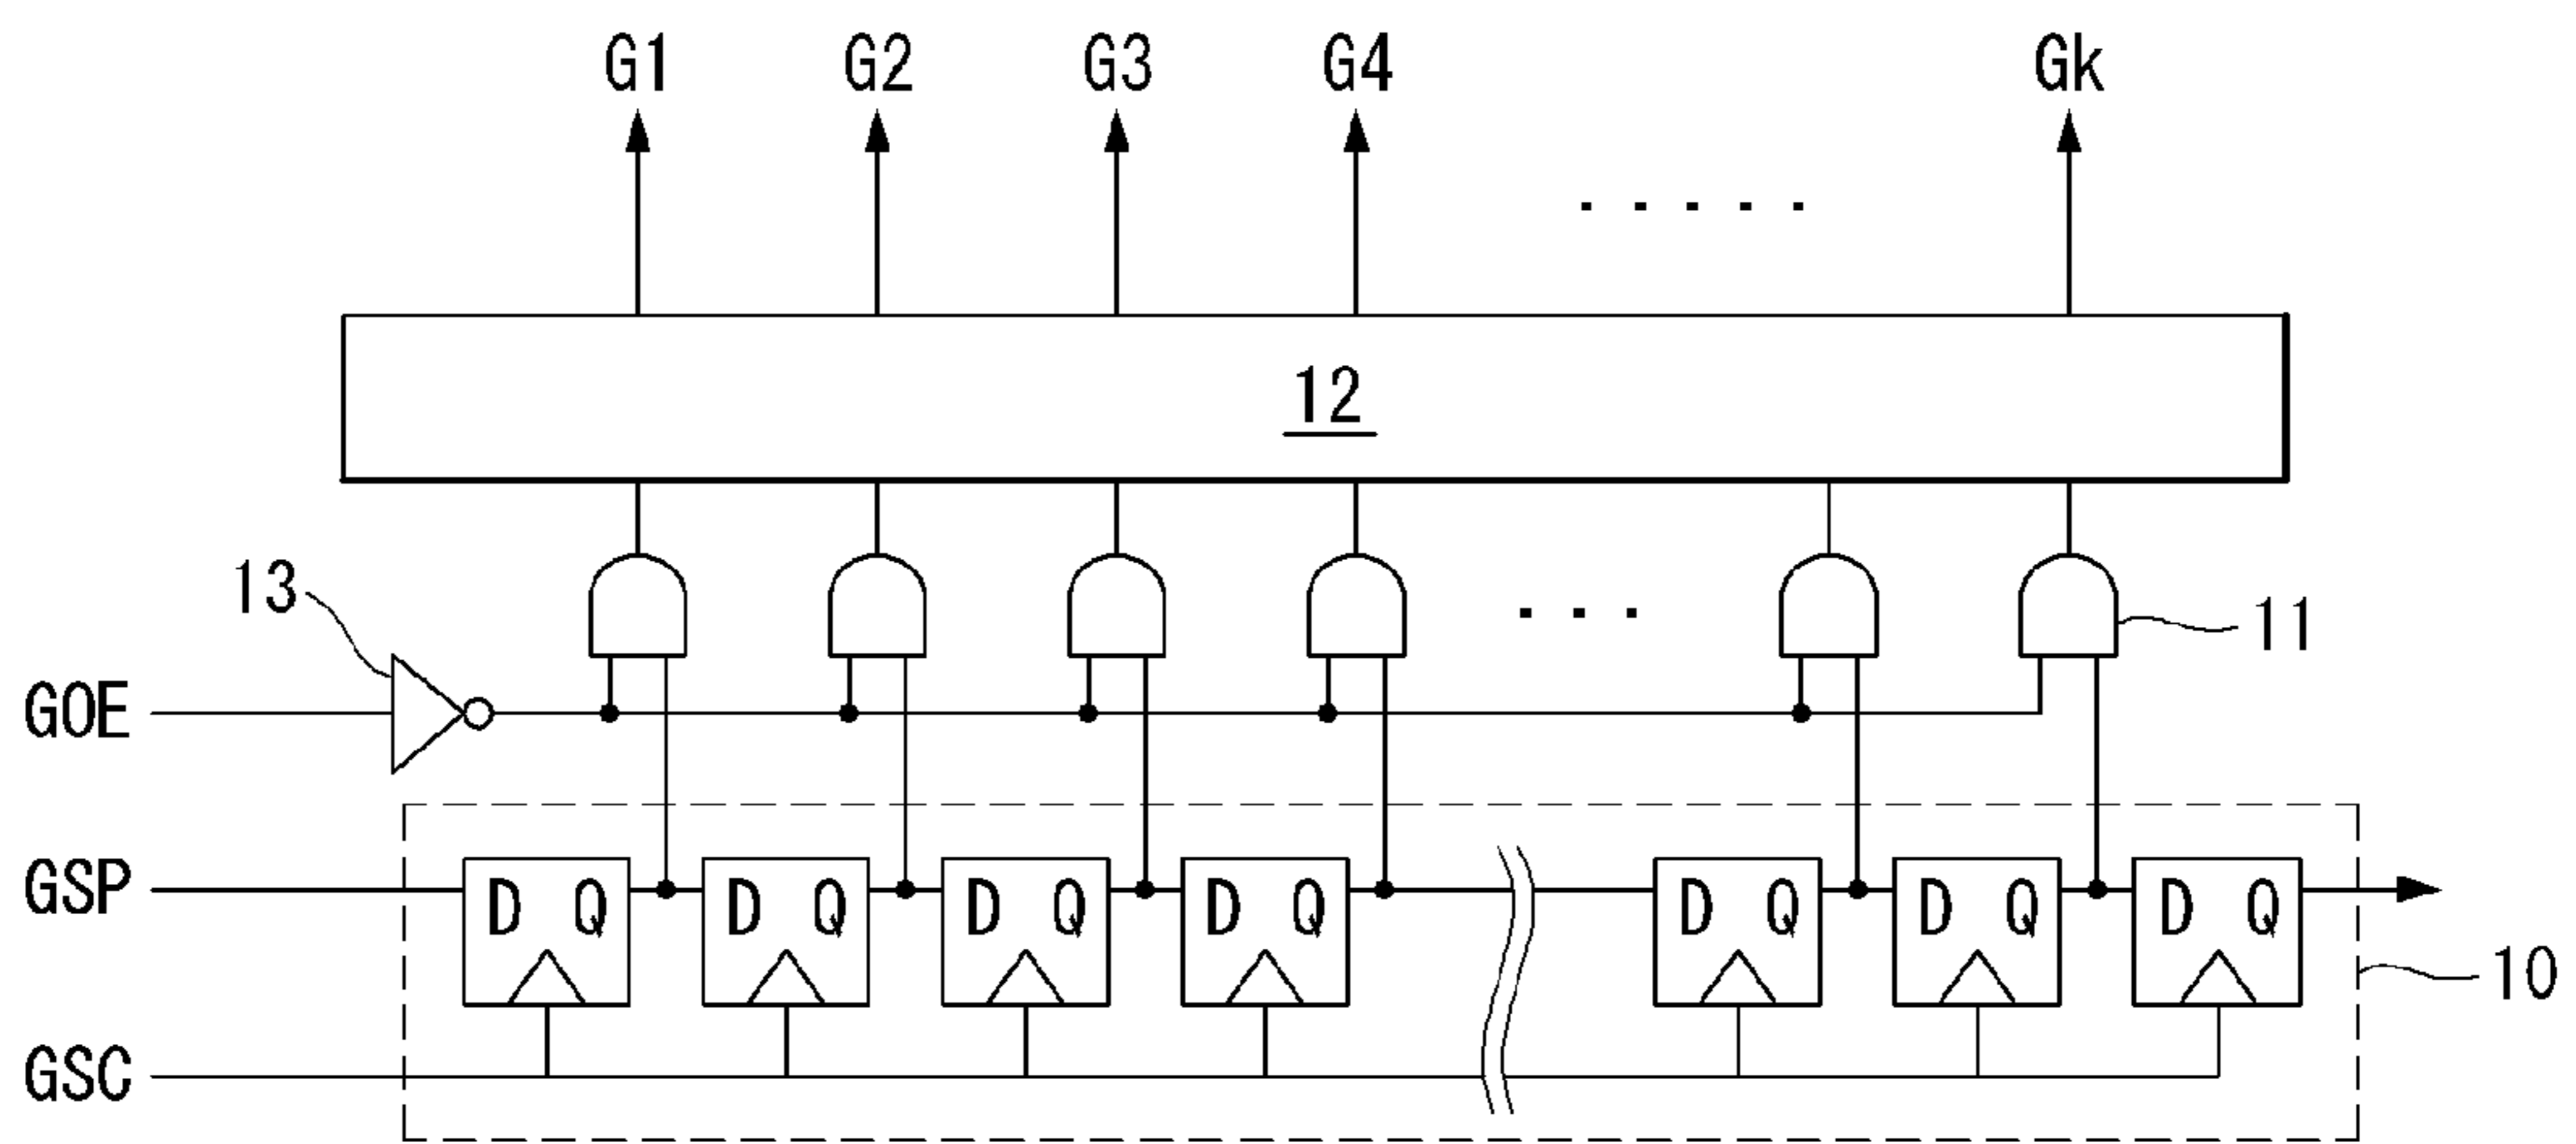 G1 G2 G3 G4 Gk
. . . . .
12
13
. . .
11
GOE
GSP
D Q D Q D Q D Q D Q D Q D Q
10
GSC